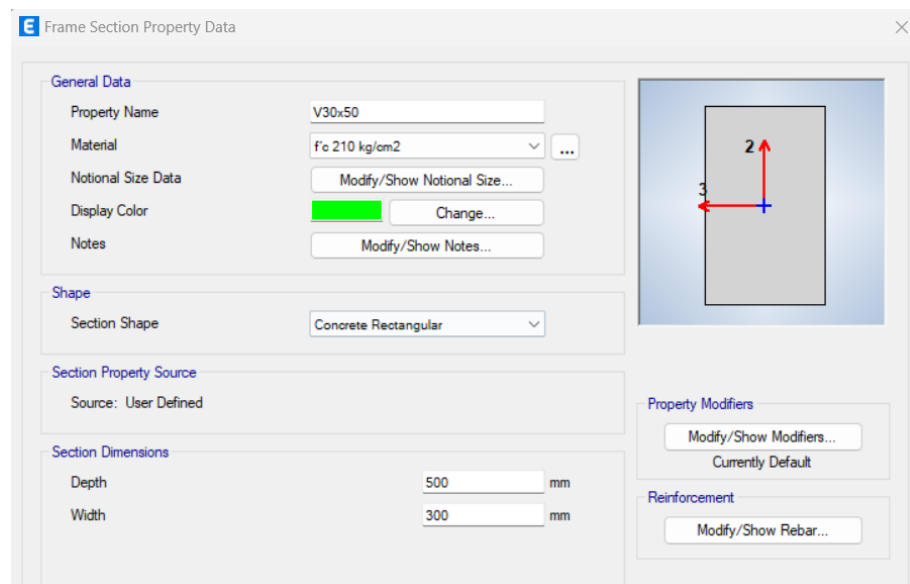 E Frame Section Property Data
General Data
Property Name V30x50
Material f'c 210 kg/cm2 ...
Notional Size Data Modify/Show Notional Size...
Display Color Change...
Notes Modify/Show Notes...
2
3
Shape
Section Shape Concrete Rectangular
Section Property Source
Source: User Defined
Property Modifiers
Modify/Show Modifiers...
Currently Default
Section Dimensions
Depth 500 mm
Width 300 mm
Reinforcement
Modify/Show Rebar...